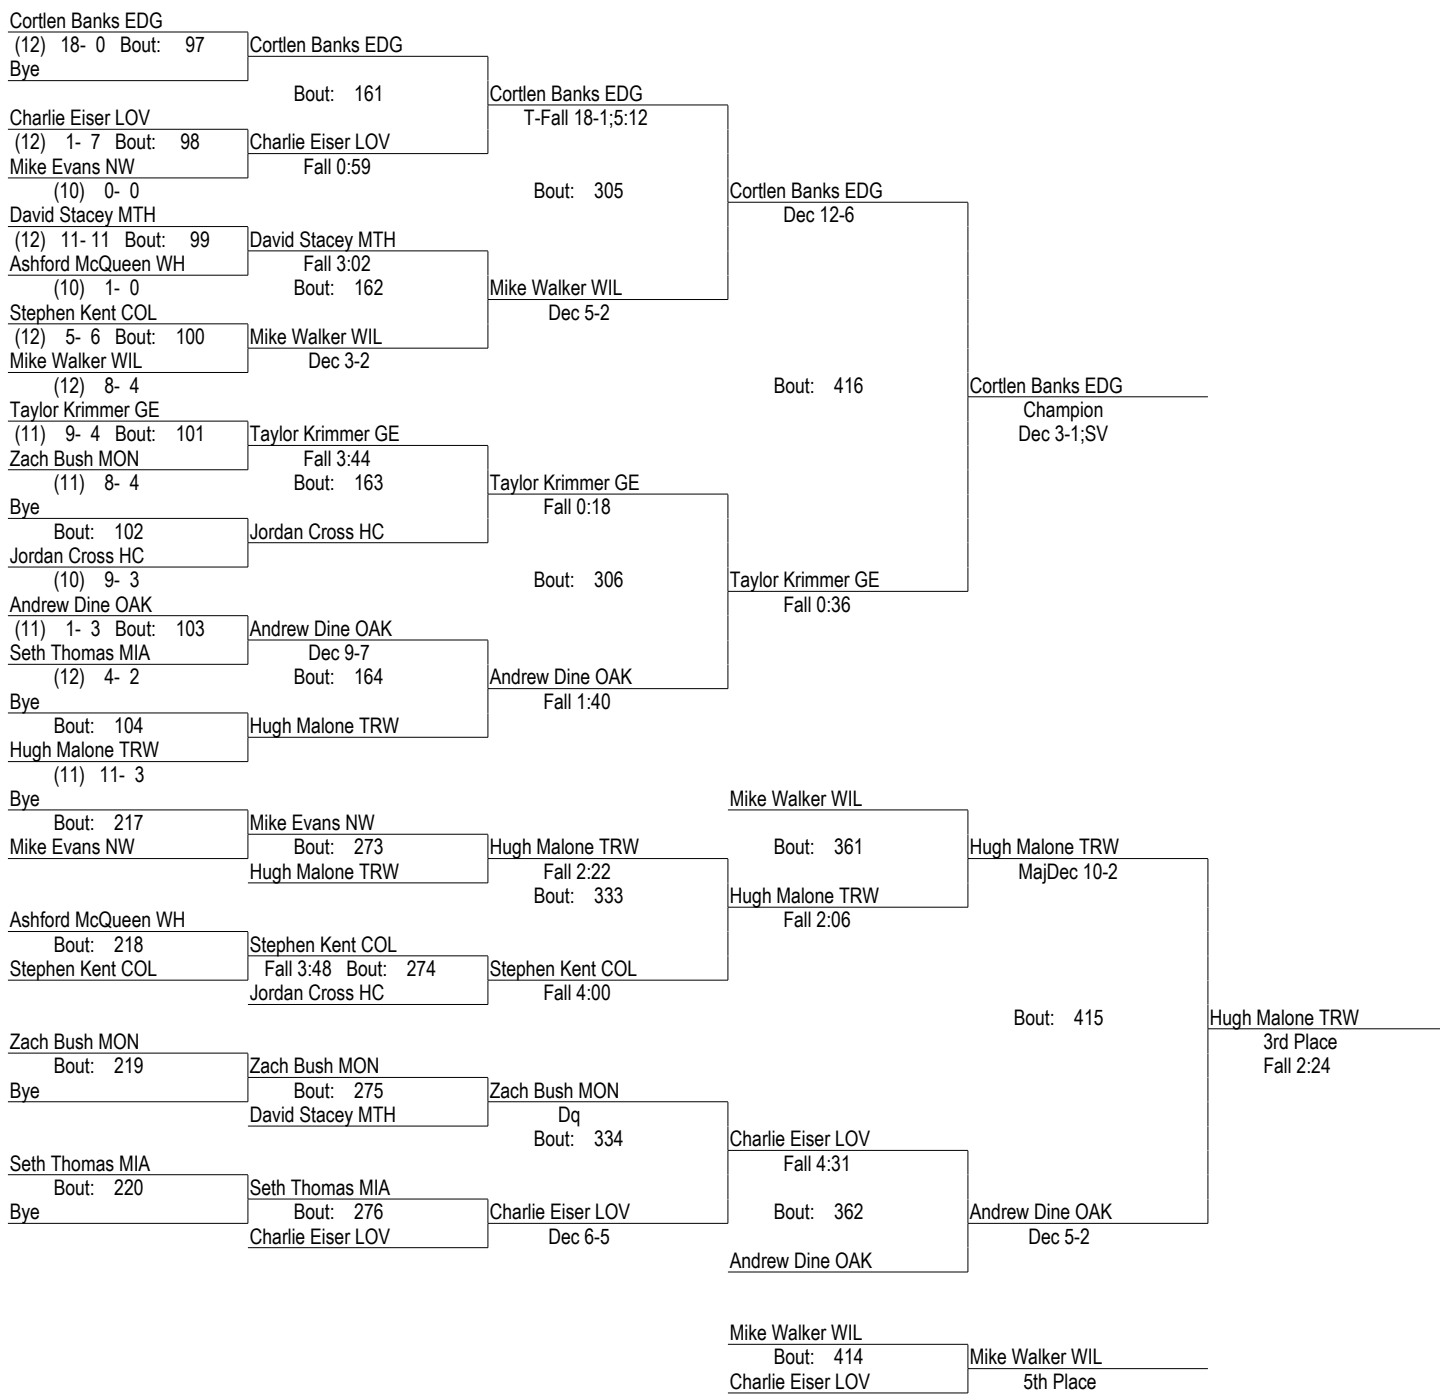 Cortlen Banks EDG
(12) 18- 0 Bout: 97 Cortlen Banks EDG
Bye
Bout: 161 Cortlen Banks EDG
Charlie Eiser LOV T-Fall 18-1;5:12
(12) 1- 7 Bout: 98 Charlie Eiser LOV
Mike Evans NW Fall 0:59
(10) 0- 0 Bout: 305 Cortlen Banks EDG
David Stacey MTH Dec 12-6
(12) 11- 11 Bout: 99 David Stacey MTH
Ashford McQueen WH Fall 3:02
(10) 1- 0 Bout: 162 Mike Walker WIL
Stephen Kent COL Dec 5-2
(12) 5- 6 Bout: 100 Mike Walker WIL
Mike Walker WIL Dec 3-2
(12) 8- 4 Bout: 416 Cortlen Banks EDG
Taylor Krimmer GE Champion
(11) 9- 4 Bout: 101 Taylor Krimmer GE Dec 3-1;SV
Zach Bush MON Fall 3:44
(11) 8- 4 Bout: 163 Taylor Krimmer GE
Bye Fall 0:18
Bout: 102 Jordan Cross HC
Jordan Cross HC
(10) 9- 3 Bout: 306 Taylor Krimmer GE
Andrew Dine OAK Fall 0:36
(11) 1- 3 Bout: 103 Andrew Dine OAK
Seth Thomas MIA Dec 9-7
(12) 4- 2 Bout: 164 Andrew Dine OAK
Bye Fall 1:40
Bout: 104 Hugh Malone TRW
Hugh Malone TRW
(11) 11- 3
Bye Mike Walker WIL
Bout: 217 Mike Evans NW
Mike Evans NW Bout: 273 Hugh Malone TRW Bout: 361 Hugh Malone TRW
Hugh Malone TRW Fall 2:22 MajDec 10-2
Bout: 333 Hugh Malone TRW
Ashford McQueen WH Fall 2:06
Bout: 218 Stephen Kent COL
Stephen Kent COL Fall 3:48 Bout: 274 Stephen Kent COL
Jordan Cross HC Fall 4:00
Bout: 415 Hugh Malone TRW
Zach Bush MON 3rd Place
Bout: 219 Zach Bush MON Fall 2:24
Bye Bout: 275 Zach Bush MON
David Stacey MTH Dq
Bout: 334 Charlie Eiser LOV
Seth Thomas MIA Fall 4:31
Bout: 220 Seth Thomas MIA
Bye Bout: 276 Charlie Eiser LOV Bout: 362 Andrew Dine OAK
Charlie Eiser LOV Dec 6-5 Dec 5-2
Andrew Dine OAK
Mike Walker WIL
Bout: 414 Mike Walker WIL
Charlie Eiser LOV 5th Place